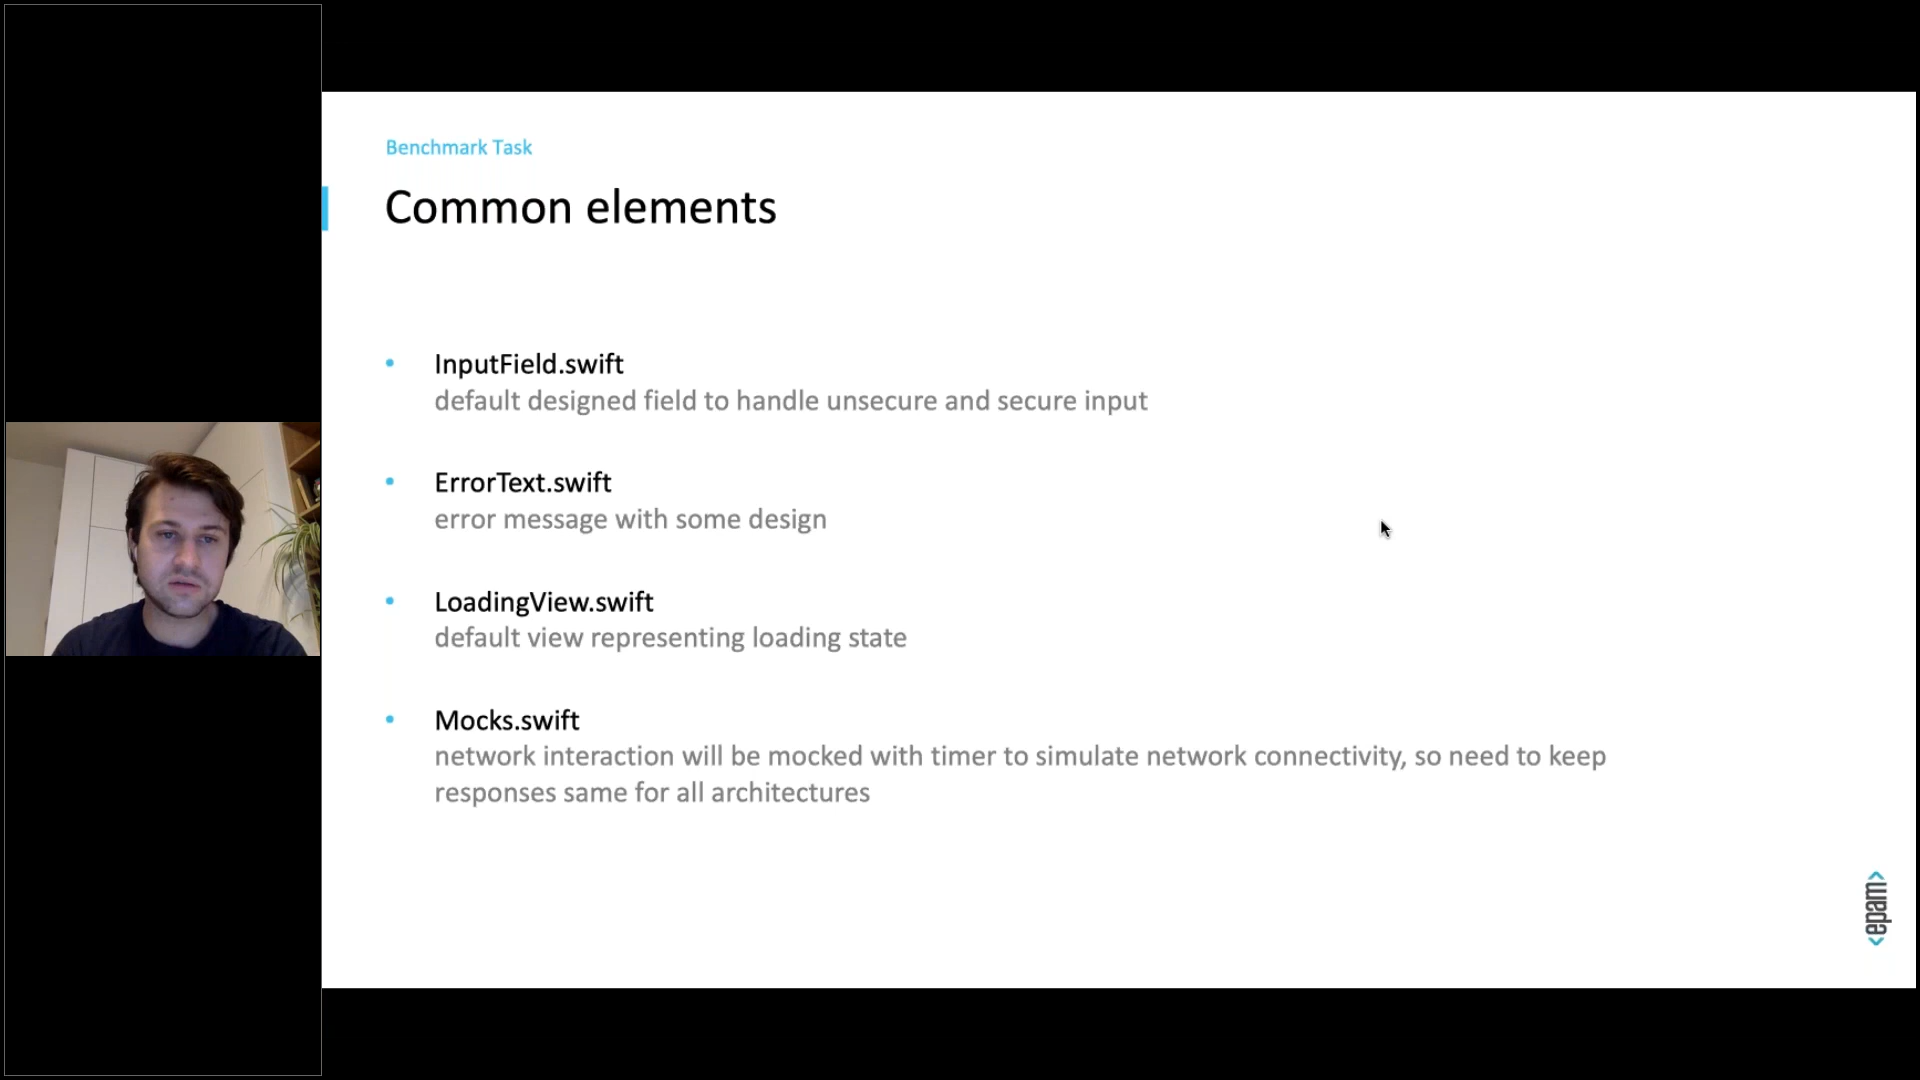 Benchmark Task
Common elements
• InputField.swift
default designed field to handle unsecure and secure input
• ErrorText.swift
error message with some design
• LoadingView.swift
default view representing loading state
• Mocks.swift
network interaction will be mocked with timer to simulate network connectivity, so need to keep
responses same for all architectures
<epam>